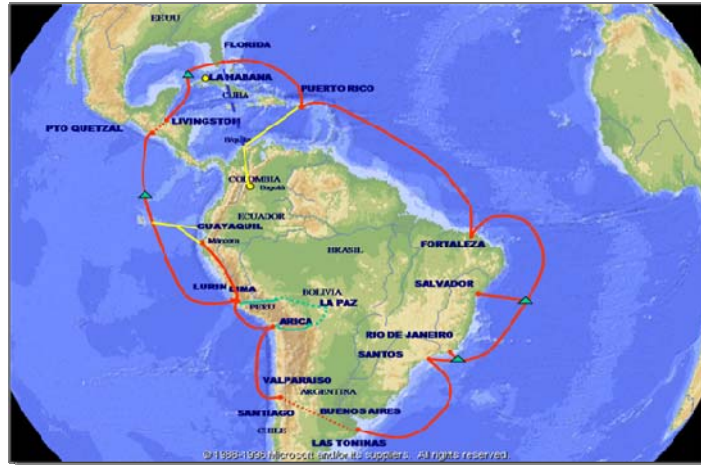 EEUU
FLORIDA
LA HABANA
CUBA
PUERTO RICO
LIVINGSTON
PTO QUETZAL
COLOMBIA
Bogotá
ECUADOR
GUAYAQUIL
Máncora
BRASIL
FORTALEZA
LURIN LIMA
BOLIVIA
SALVADOR
PERU
LA PAZ
ARICA
RIO DE JANEIRO
SANTOS
VALPARAISO
ARGENTINA
SANTIAGO
BUENOS AIRES
CHILE
LAS TONINAS
© 1988-1996 Microsoft and/or its suppliers. All rights reserved.